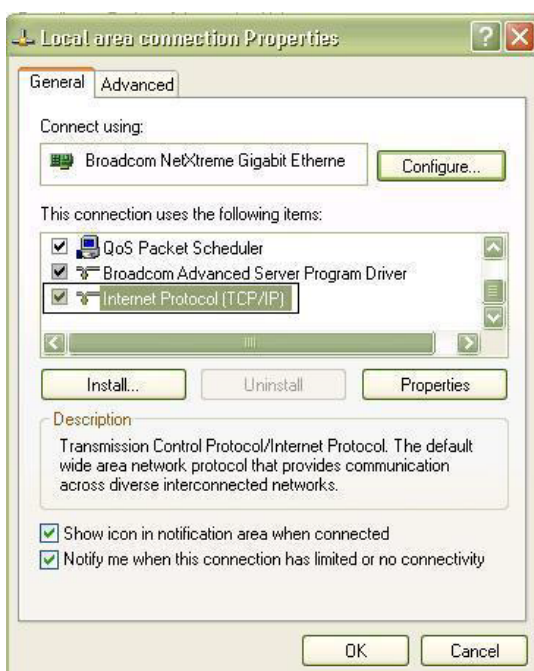 Local area connection Properties
General Advanced
Connect using:
Broadcom NetXtreme Gigabit Etherne
Configure...
This connection uses the following items:
QoS Packet Scheduler
Broadcom Advanced Server Program Driver
Internet Protocol (TCP/IP)
Install... Uninstall Properties
Description
Transmission Control Protocol/Internet Protocol. The default
wide area network protocol that provides communication
across diverse interconnected networks.
Show icon in notification area when connected
Notify me when this connection has limited or no connectivity
OK Cancel